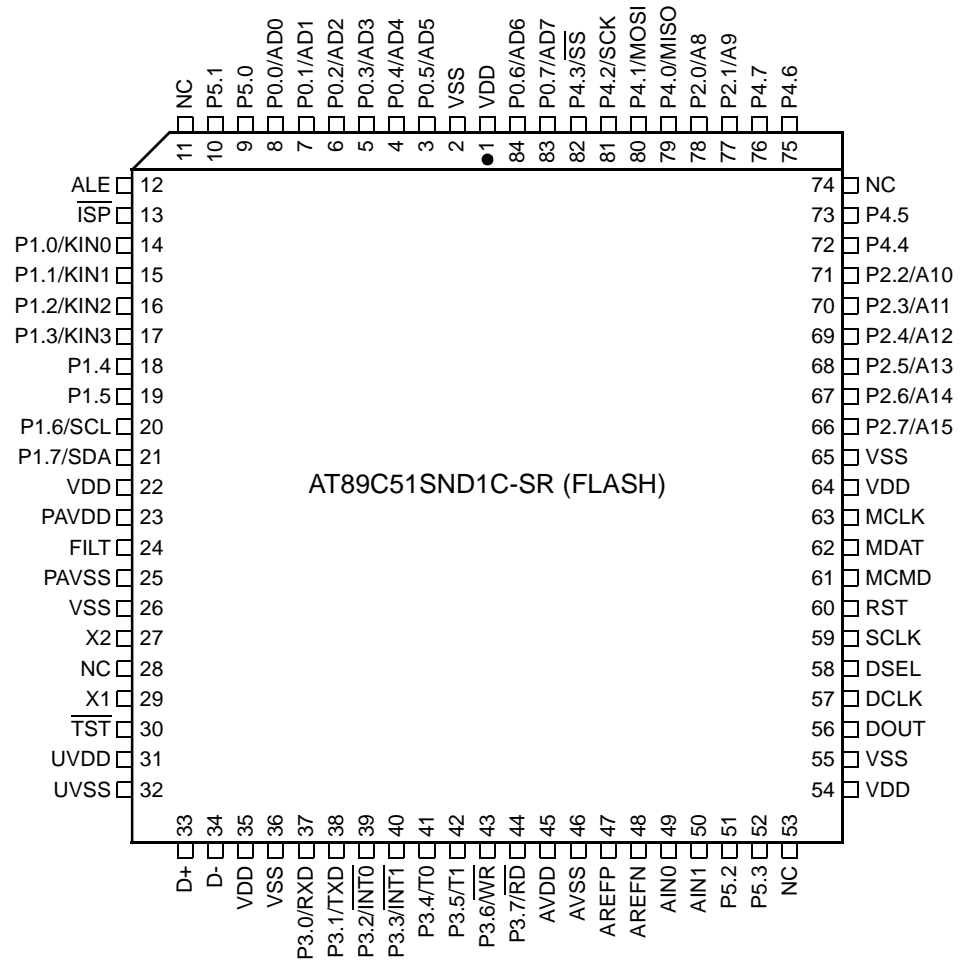 NC
P5.1
P5.0
P0.0/AD0
P0.1/AD1
P0.2/AD2
P0.3/AD3
P0.4/AD4
P0.5/AD5
VSS
VDD
P0.6/AD6
P0.7/AD7
P4.3/S̅S̅
P4.2/SCK
P4.1/MOSI
P4.0/MISO
P2.0/A8
P2.1/A9
P4.7
P4.6
11 10 9 8 7 6 5 4 3 2 1 84 83 82 81 80 79 78 77 76 75
ALE 12
I̅S̅P̅ 13
P1.0/KIN0 14
P1.1/KIN1 15
P1.2/KIN2 16
P1.3/KIN3 17
P1.4 18
P1.5 19
P1.6/SCL 20
P1.7/SDA 21
VDD 22
PAVDD 23
FILT 24
PAVSS 25
VSS 26
X2 27
NC 28
X1 29
T̅S̅T̅ 30
UVDD 31
UVSS 32
AT89C51SND1C-SR (FLASH)
74 NC
73 P4.5
72 P4.4
71 P2.2/A10
70 P2.3/A11
69 P2.4/A12
68 P2.5/A13
67 P2.6/A14
66 P2.7/A15
65 VSS
64 VDD
63 MCLK
62 MDAT
61 MCMD
60 RST
59 SCLK
58 DSEL
57 DCLK
56 DOUT
55 VSS
54 VDD
33 34 35 36 37 38 39 40 41 42 43 44 45 46 47 48 49 50 51 52 53
D+
D-
VDD
VSS
P3.0/RXD
P3.1/TXD
P3.2/I̅N̅T̅0̅
P3.3/I̅N̅T̅1̅
P3.4/T0
P3.5/T1
P3.6/W̅R̅
P3.7/R̅D̅
AVDD
AVSS
AREFP
AREFN
AIN0
AIN1
P5.2
P5.3
NC